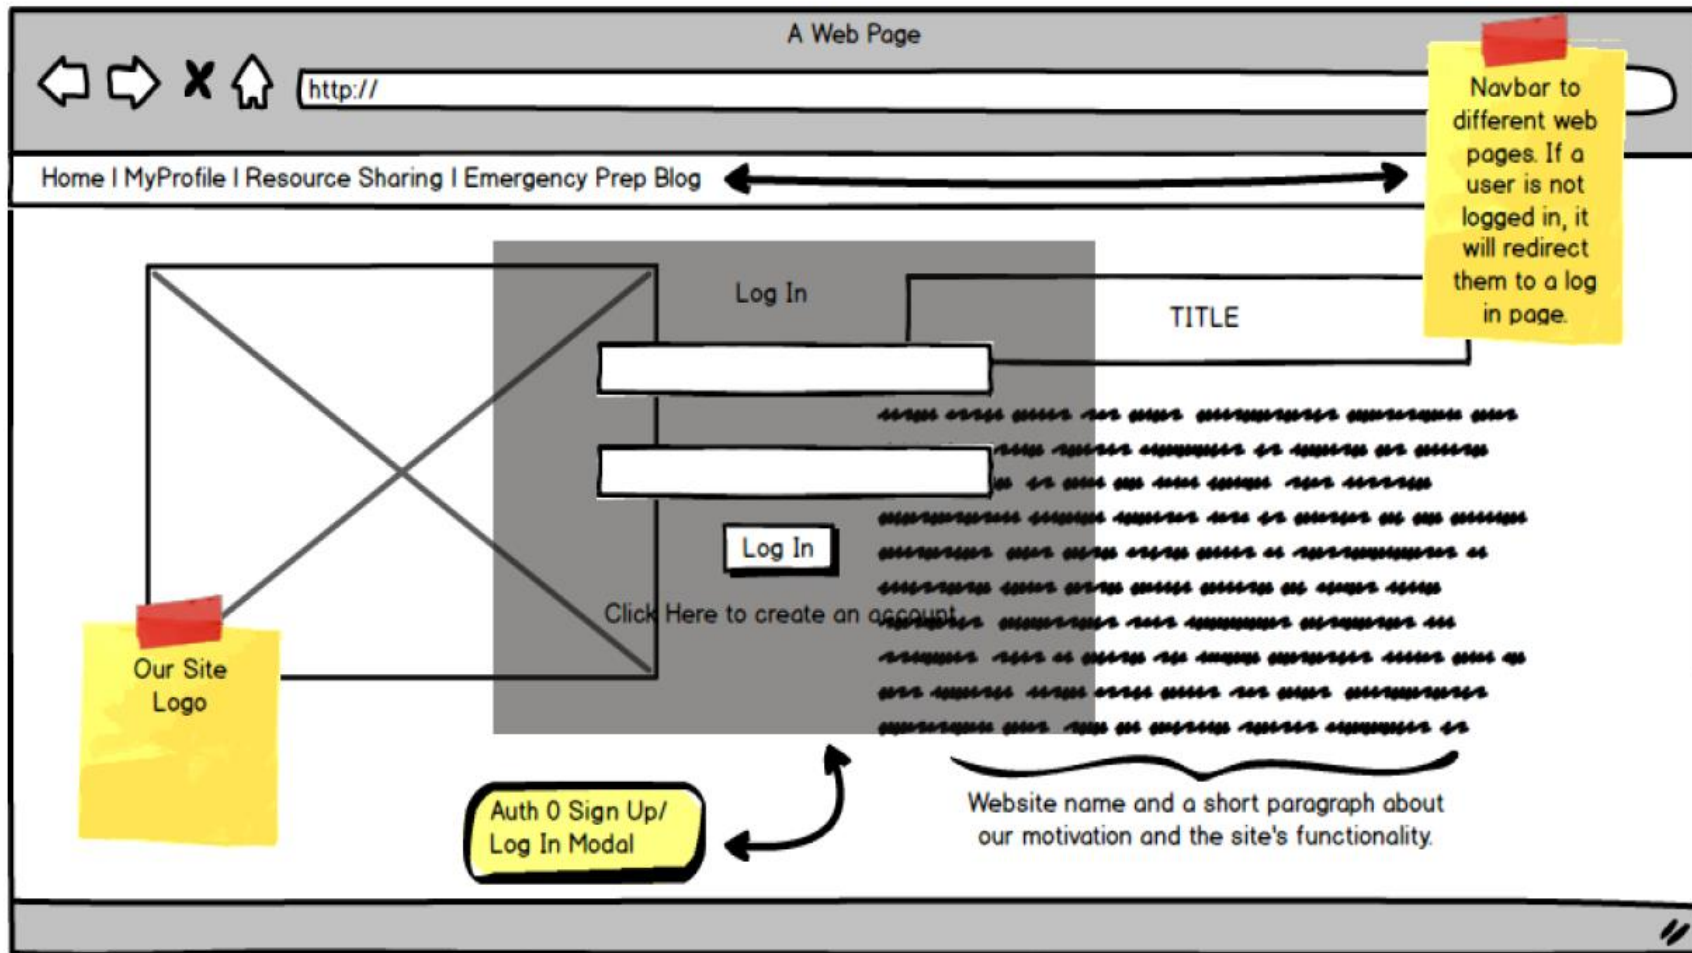 A Web Page
http://
Navbar to
different web
pages. If a
user is not
logged in, it
will redirect
them to a log
in page.
Home | MyProfile | Resource Sharing | Emergency Prep Blog
Log In
TITLE
Log In
Click Here to create an account
Our Site
Logo
Auth 0 Sign Up/
Log In Modal
Website name and a short paragraph about
our motivation and the site's functionality.